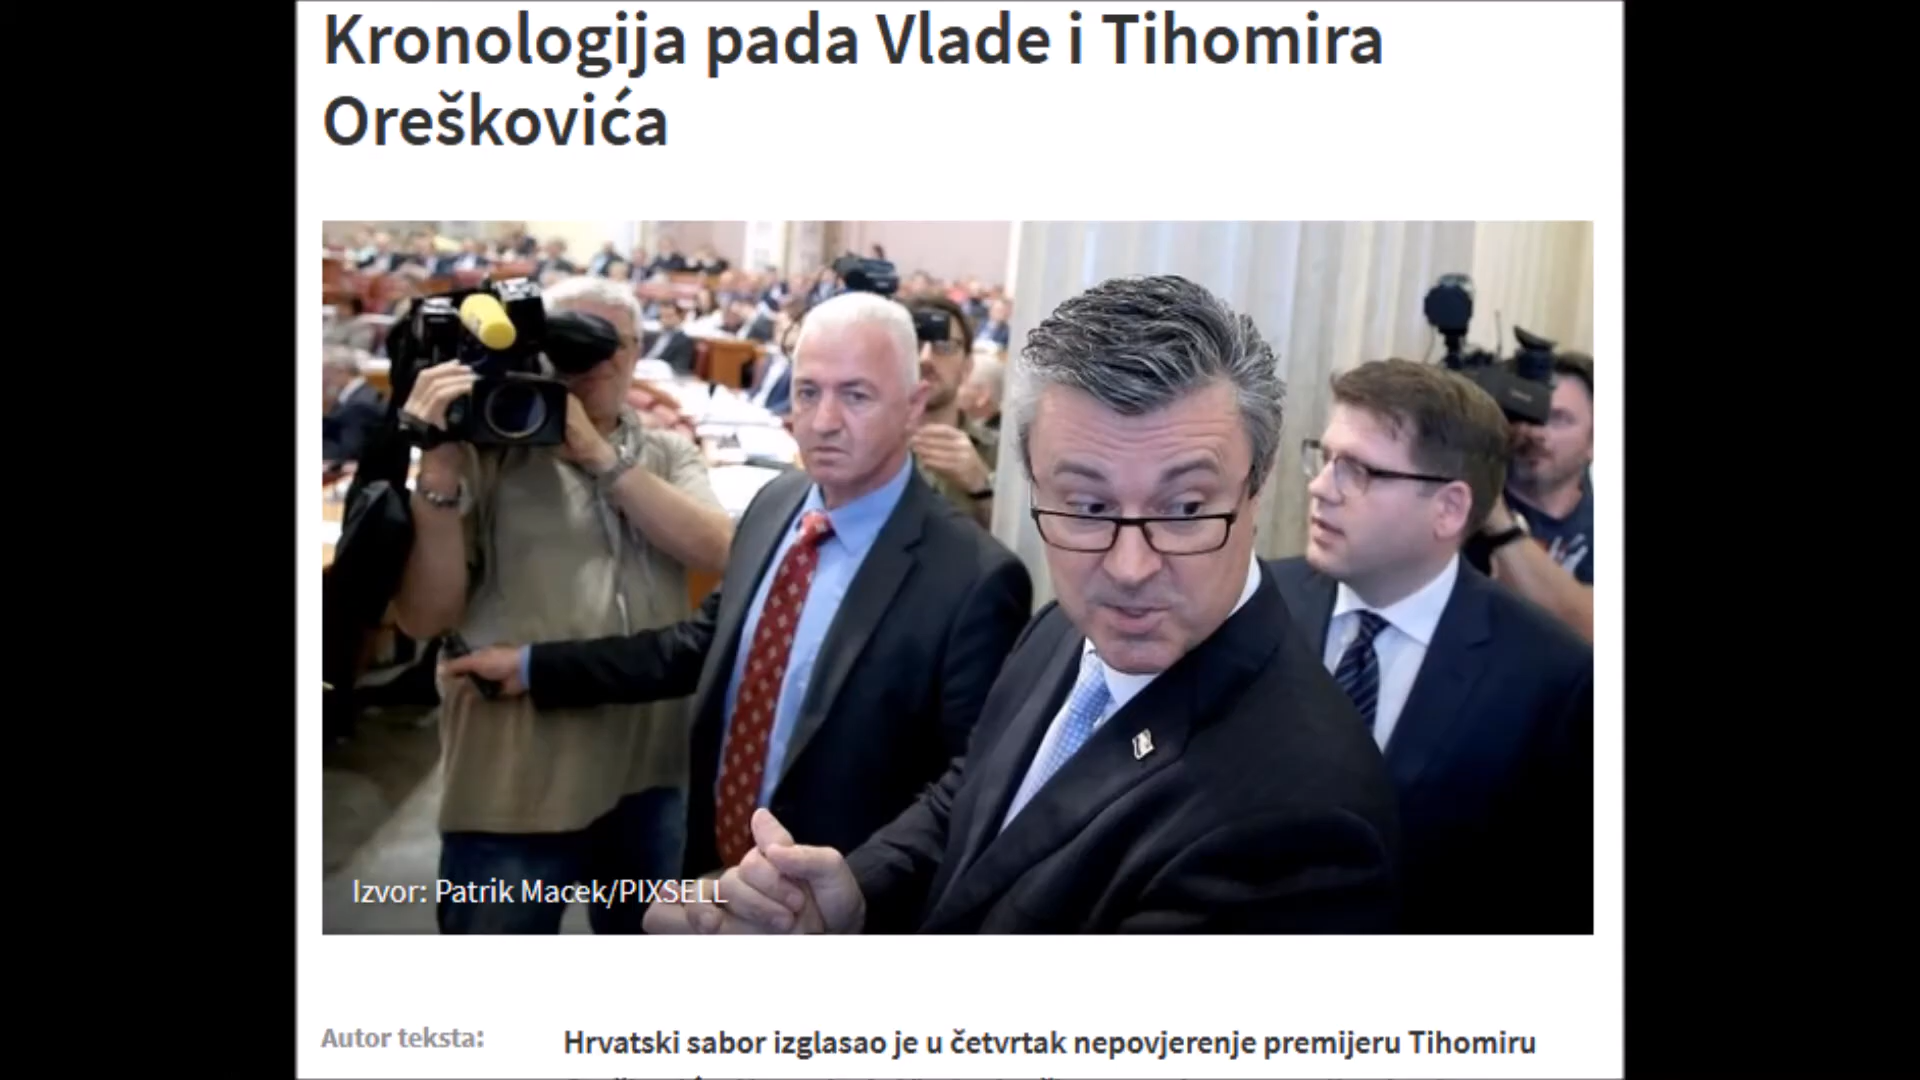 Kronologija pada Vlade i Tihomira
Oreškovića
Izvor: Patrik Macek/PIXSELL
Autor teksta:
Hrvatski sabor izglasao je u četvrtak nepovjerenje premijeru Tihomiru